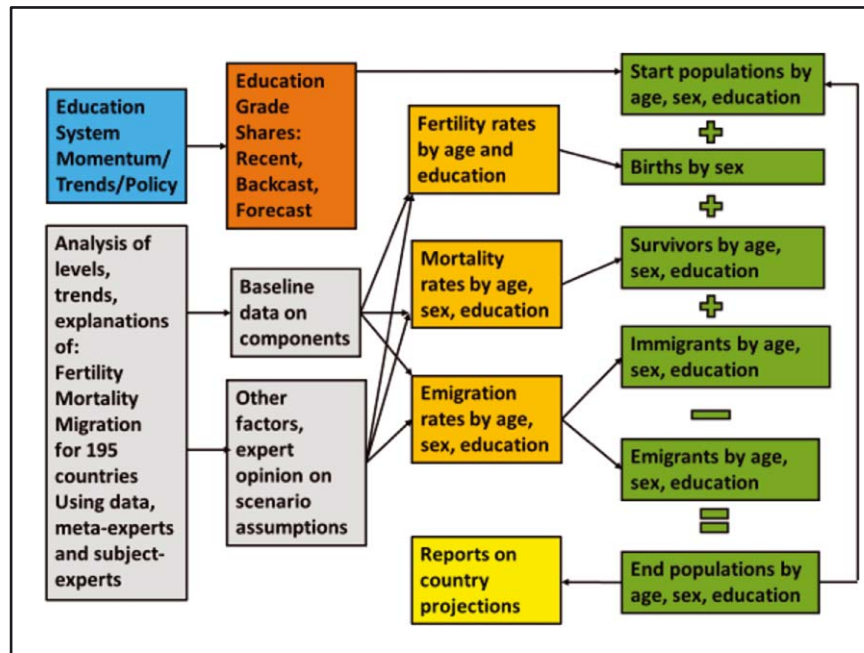 Education
System
Momentum/
Trends/Policy
Education
Grade
Shares:
Recent,
Backcast,
Forecast
Analysis of
levels,
trends,
explanations
of:
Fertility
Mortality
Migration
for 195
countries
Using data,
meta-experts
and subject-
experts
Baseline
data on
components
Other
factors,
expert
opinion on
scenario
assumptions
Fertility rates
by age and
education
Mortality
rates by age,
sex, education
Emigration
rates by age,
sex, education
Reports on
country
projections
Start populations by
age, sex, education
+
Births by sex
+
Survivors by age,
sex, education
+
Immigrants by age,
sex, education
−
Emigrants by age,
sex, education
=
End populations by
age, sex, education